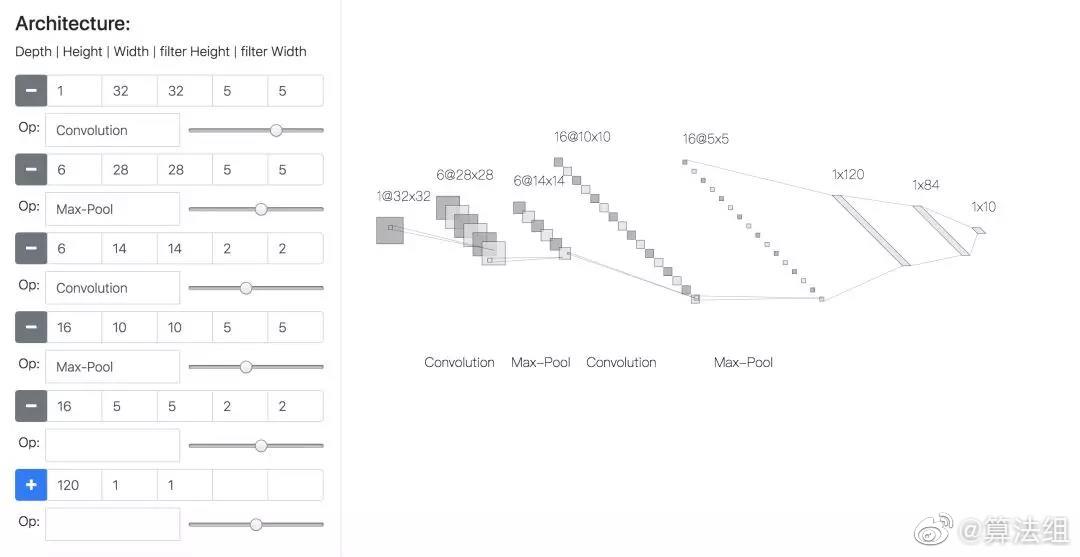 Architecture:
Depth | Height | Width | filter Height | filter Width
− 1 32 32 5 5
Op: Convolution
− 6 28 28 5 5
Op: Max-Pool
− 6 14 14 2 2
Op: Convolution
− 16 10 10 5 5
Op: Max-Pool
− 16 5 5 2 2
Op:
+ 120 1 1
Op:
1@32x32
6@28x28
6@14x14
16@10x10
16@5x5
1x120
1x84
1x10
Convolution Max-Pool Convolution Max-Pool
@算法组